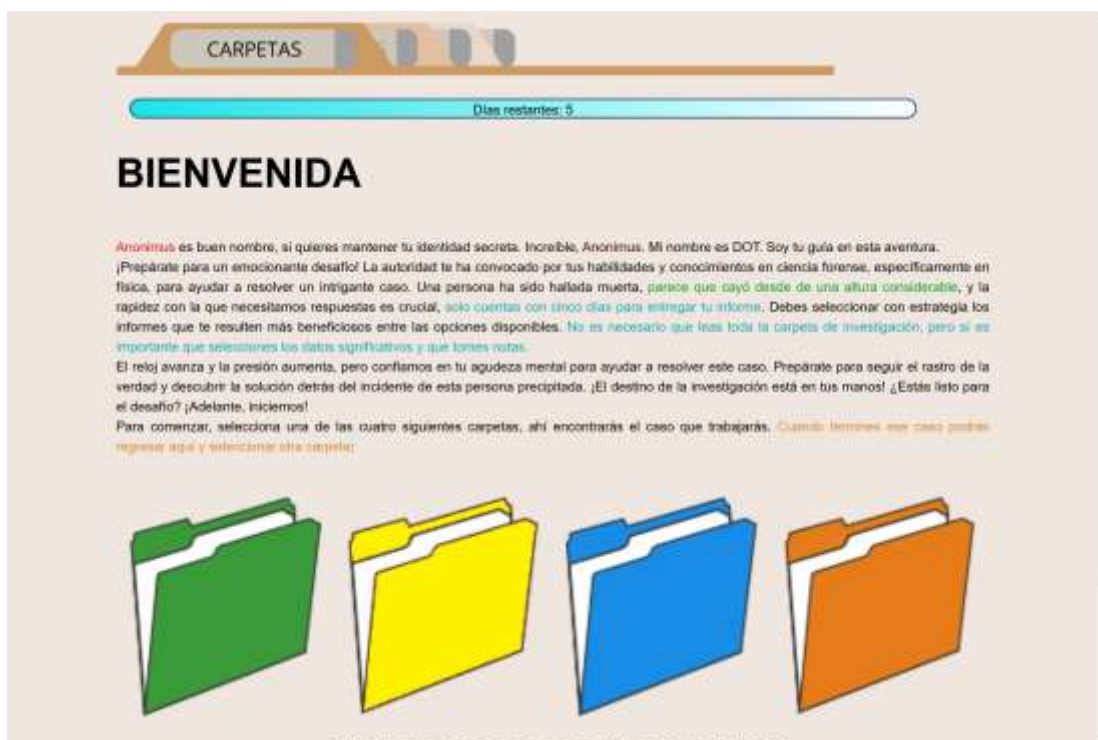 CARPETAS
Días restantes: 5
BIENVENIDA
Anonimus es buen nombre, si quieres mantener tu identidad secreta. Increíble, Anonimus. Mi nombre es DOT. Soy tu guía en esta aventura.
¡Prepárate para un emocionante desafío! La autoridad te ha convocado por tus habilidades y conocimientos en ciencia forense, específicamente en
física, para ayudar a resolver un intrigante caso. Una persona ha sido hallada muerta, parece que cayó desde de una altura considerable, y la
rapidez con la que necesitamos respuestas es crucial, solo cuentas con cinco días para entregar tu informe. Debes seleccionar con estrategia los
informes que te resulten más beneficiosos entre las opciones disponibles. No es necesario que leas toda la carpeta de investigación, pero sí es
importante que selecciones los datos significativos y que tomes notas.
El reloj avanza y la presión aumenta, pero confiamos en tu agudeza mental para ayudar a resolver este caso. Prepárate para seguir el rastro de la
verdad y descubrir la solución detrás del incidente de esta persona precipitada. ¡El destino de la investigación está en tus manos! ¿Estás listo para
el desafío? ¡Adelante, iniciemos!
Para comenzar, selecciona una de las cuatro siguientes carpetas, ahí encontrarás el caso que trabajarás. Cuando termines ese caso podrás
regresar aquí y seleccionar otra carpeta: